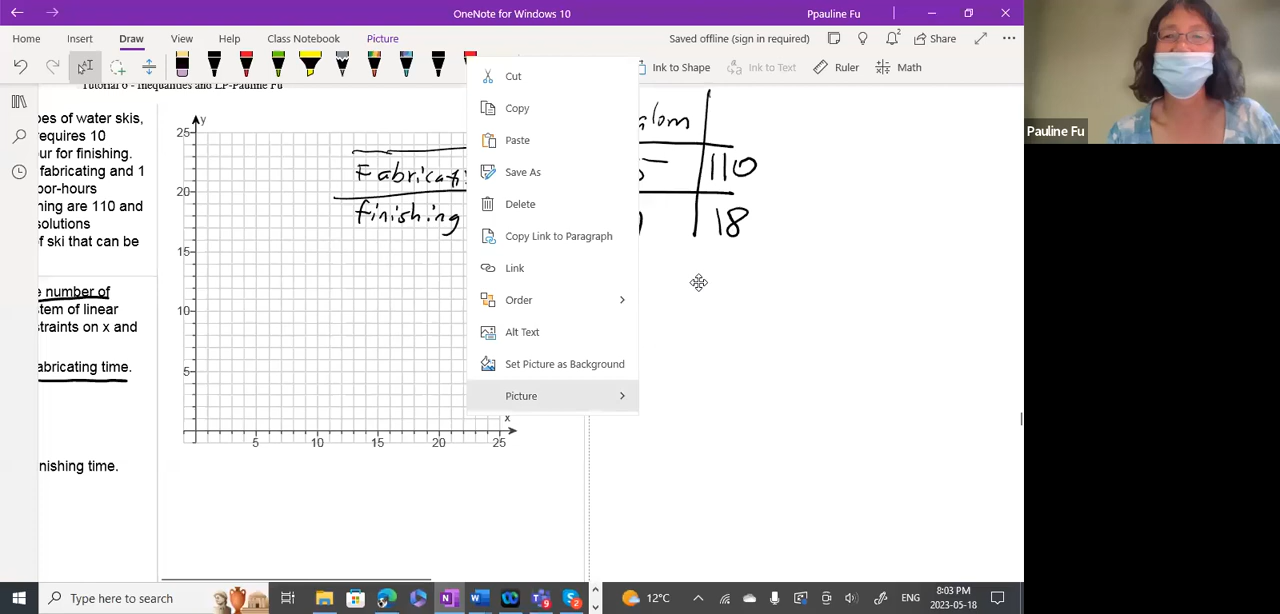 OneNote for Windows 10
Ppauline Fu
Home
Insert
Draw
View
Help
Class Notebook
Picture
Saved offline (sign in required)
Share
Ink to Shape
Ink to Text
Ruler
Math
Tutorial 6 - Inequalities and LP-Pauline Fu
pes of water skis,
requires 10
our for finishing.
fabricating and 1
bor-hours
hing are 110 and
solutions
of ski that can be
e number of
stem of linear
straints on x and
abricating time.
nishing time.
y
25
20
15
10
5
5
10
15
20
25
x
Fabricati
finishing
lom
110
18
Cut
Copy
Paste
Save As
Delete
Copy Link to Paragraph
Link
Order
Alt Text
Set Picture as Background
Picture
Pauline Fu
Type here to search
12°C
ENG
8:03 PM
2023-05-18